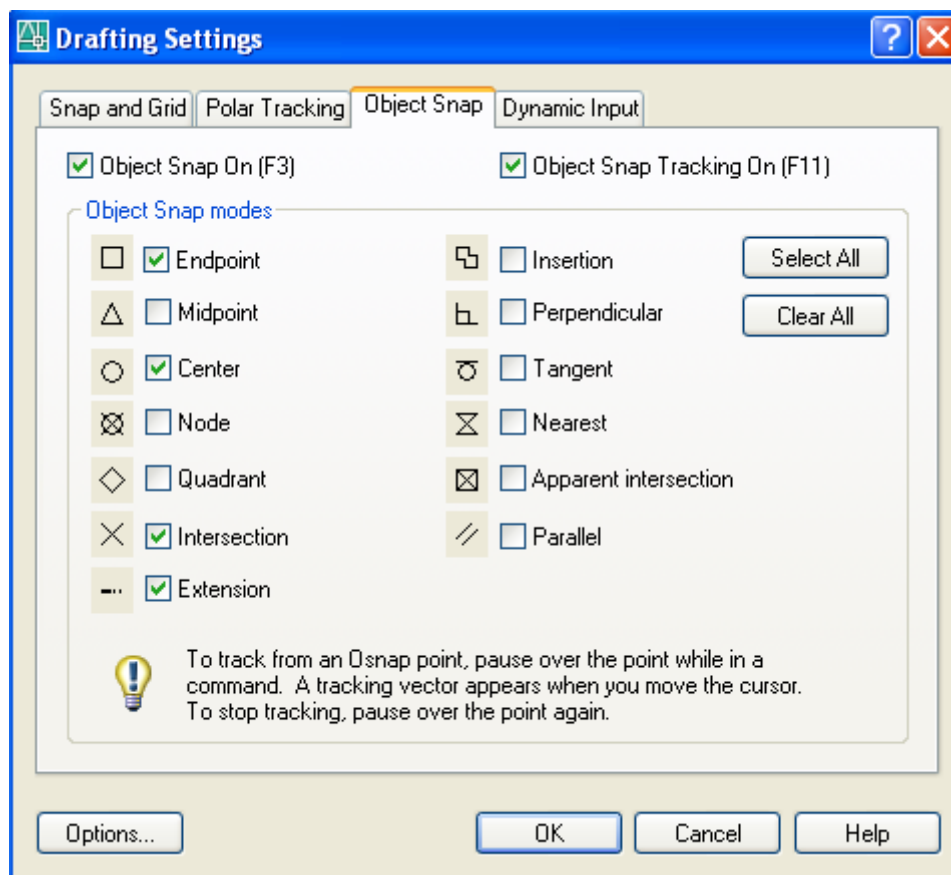 Drafting Settings
Snap and Grid Polar Tracking Object Snap Dynamic Input
Object Snap On (F3) Object Snap Tracking On (F11)
Object Snap modes
Endpoint Insertion Select All
Midpoint Perpendicular Clear All
Center Tangent
Node Nearest
Quadrant Apparent intersection
Intersection Parallel
Extension
To track from an Osnap point, pause over the point while in a
command. A tracking vector appears when you move the cursor.
To stop tracking, pause over the point again.
Options... OK Cancel Help